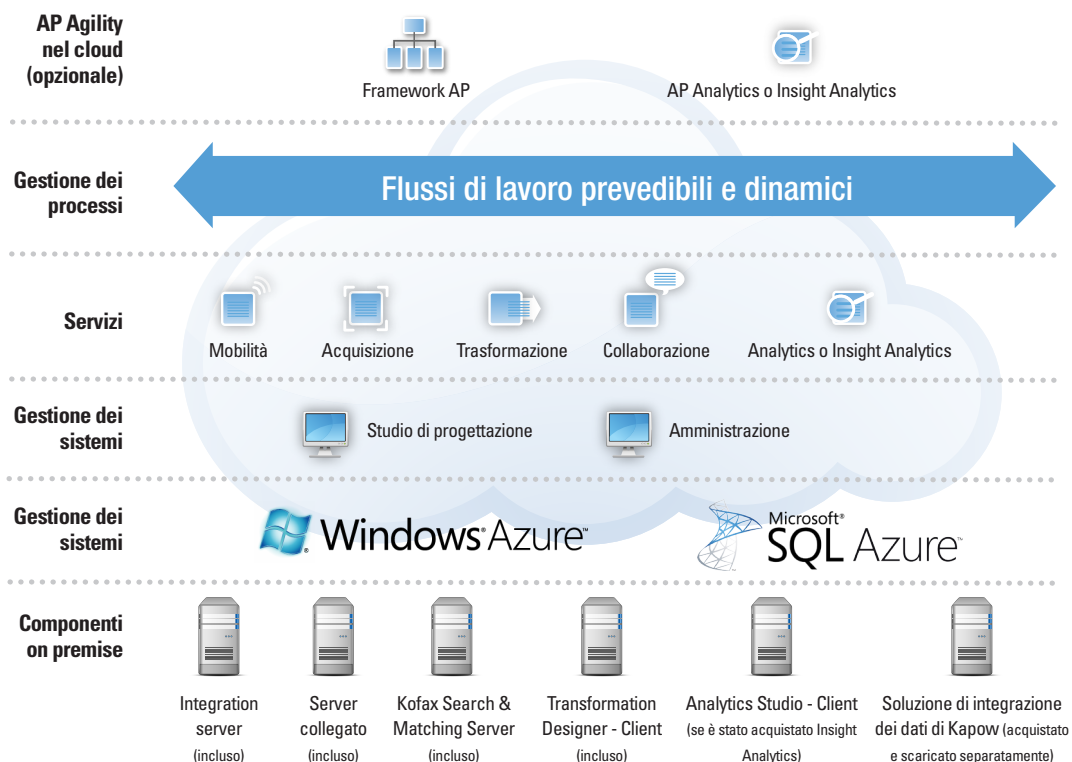 AP Agility
nel cloud
(opzionale)
Framework AP
AP Analytics o Insight Analytics
Gestione dei
processi
Flussi di lavoro prevedibili e dinamici
Servizi
Mobilità
Acquisizione
Trasformazione
Collaborazione
Analytics o Insight Analytics
Gestione dei
sistemi
Studio di progettazione
Amministrazione
Gestione dei
sistemi
Windows® Azure™
Microsoft®
SQL Azure™
Componenti
on premise
Integration
server
(incluso)
Server
collegato
(incluso)
Kofax Search &
Matching Server
(incluso)
Transformation
Designer - Client
(incluso)
Analytics Studio - Client
(se è stato acquistato Insight
Analytics)
Soluzione di integrazione
dei dati di Kapow (acquistato
e scaricato separatamente)